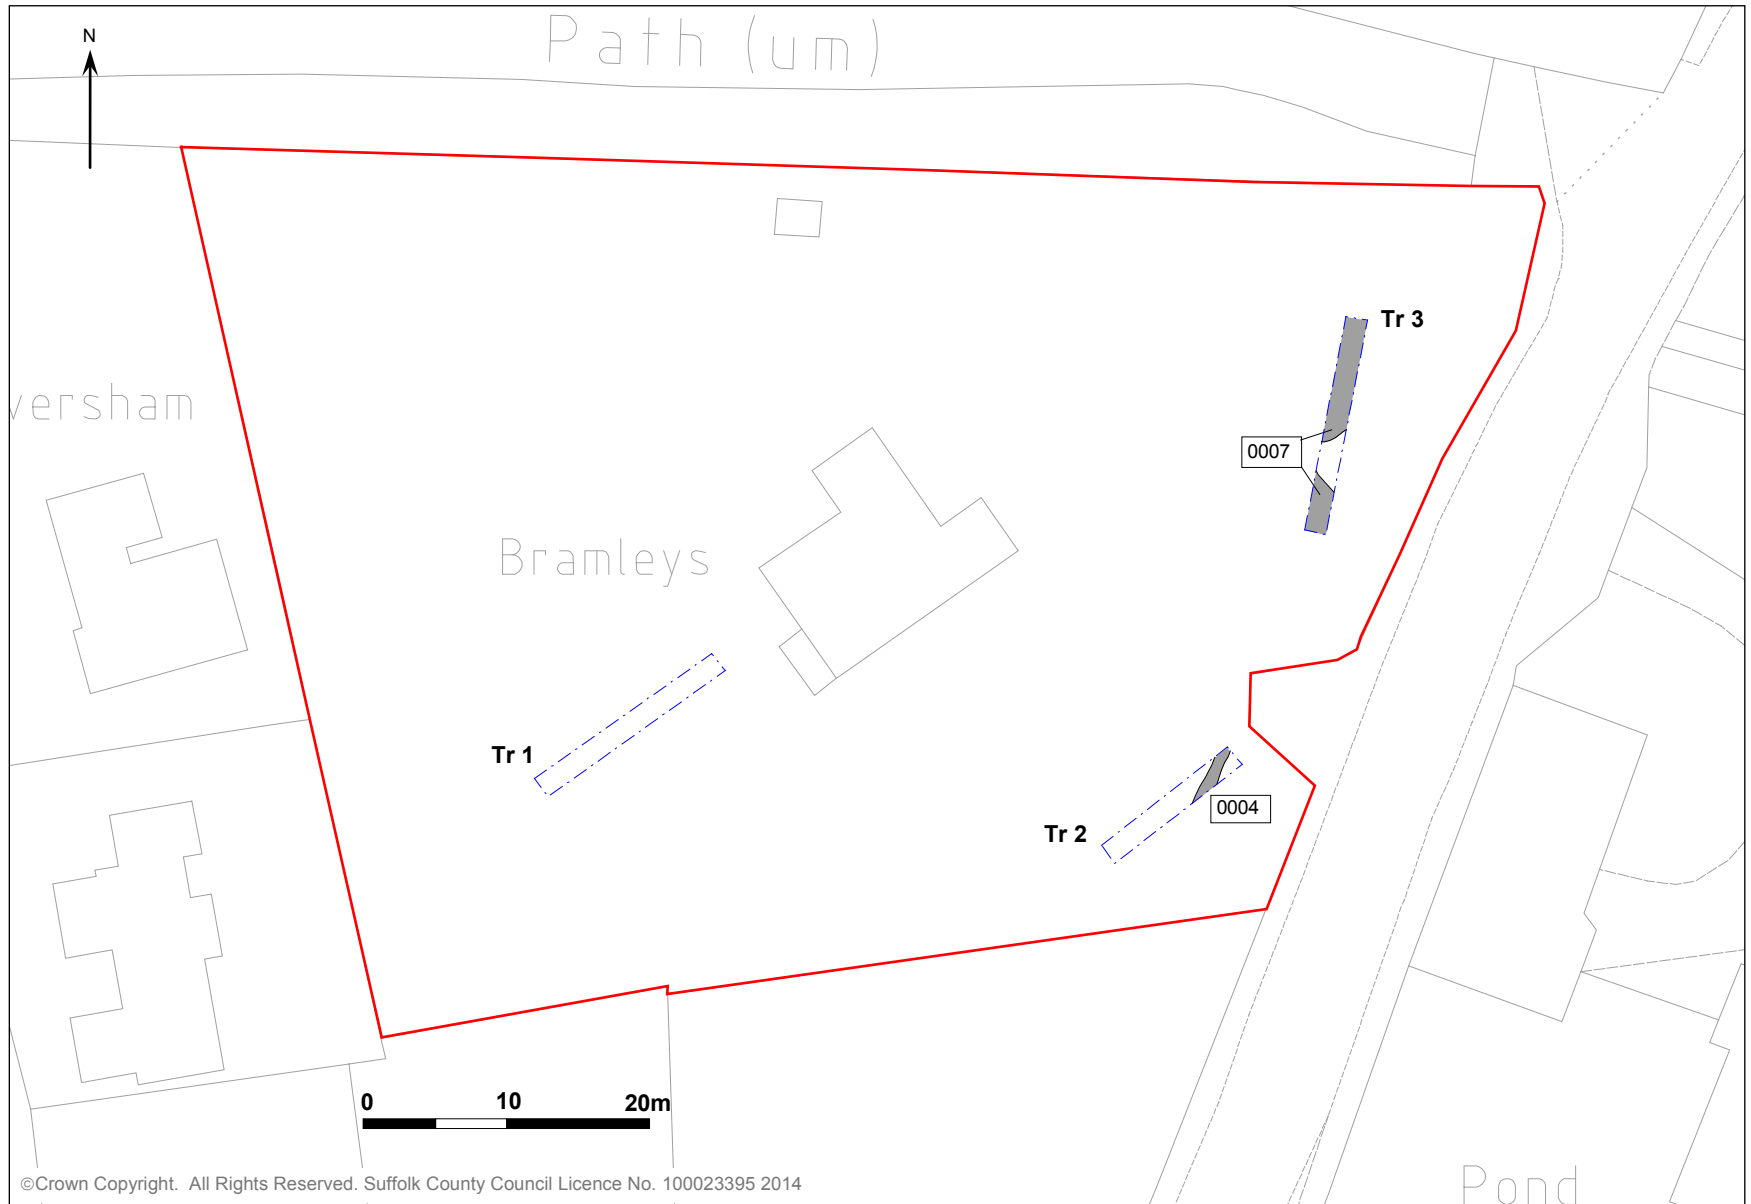 Path (um)
N
Tr 3
versham
0007
Bramleys
Tr 1
0004
Tr 2
0 10 20m
Pond
©Crown Copyright. All Rights Reserved. Suffolk County Council Licence No. 100023395 2014